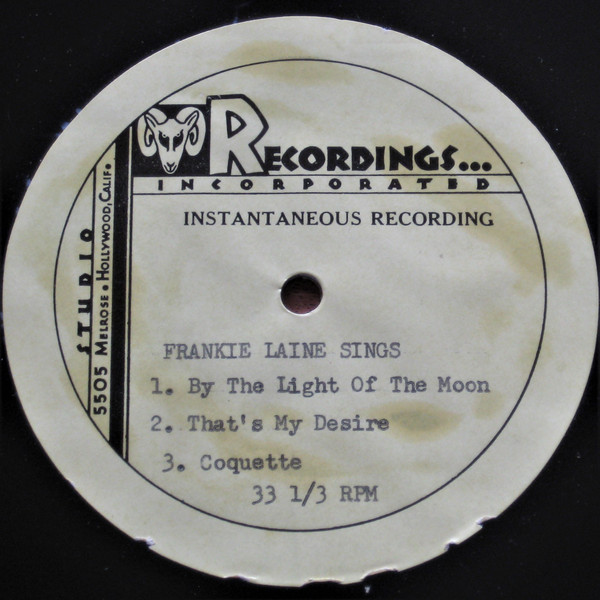 RECORDINGS...
INCORPORATED
INSTANTANEOUS RECORDING
STUDIO
5505 MELROSE • HOLLYWOOD, CALIF.
FRANKIE LAINE SINGS
1. By The Light Of The Moon
2. That's My Desire
3. Coquette
33 1/3 RPM